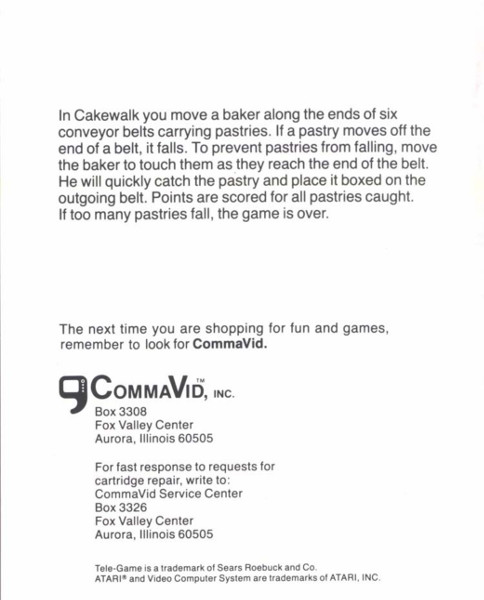 In Cakewalk you move a baker along the ends of six
conveyor belts carrying pastries. If a pastry moves off the
end of a belt, it falls. To prevent pastries from falling, move
the baker to touch them as they reach the end of the belt.
He will quickly catch the pastry and place it boxed on the
outgoing belt. Points are scored for all pastries caught.
If too many pastries fall, the game is over.
The next time you are shopping for fun and games,
remember to look for CommaVid.
COMMAVID,™ INC.
Box 3308
Fox Valley Center
Aurora, Illinois 60505
For fast response to requests for
cartridge repair, write to:
CommaVid Service Center
Box 3326
Fox Valley Center
Aurora, Illinois 60505
Tele-Game is a trademark of Sears Roebuck and Co.
ATARI® and Video Computer System are trademarks of ATARI, INC.